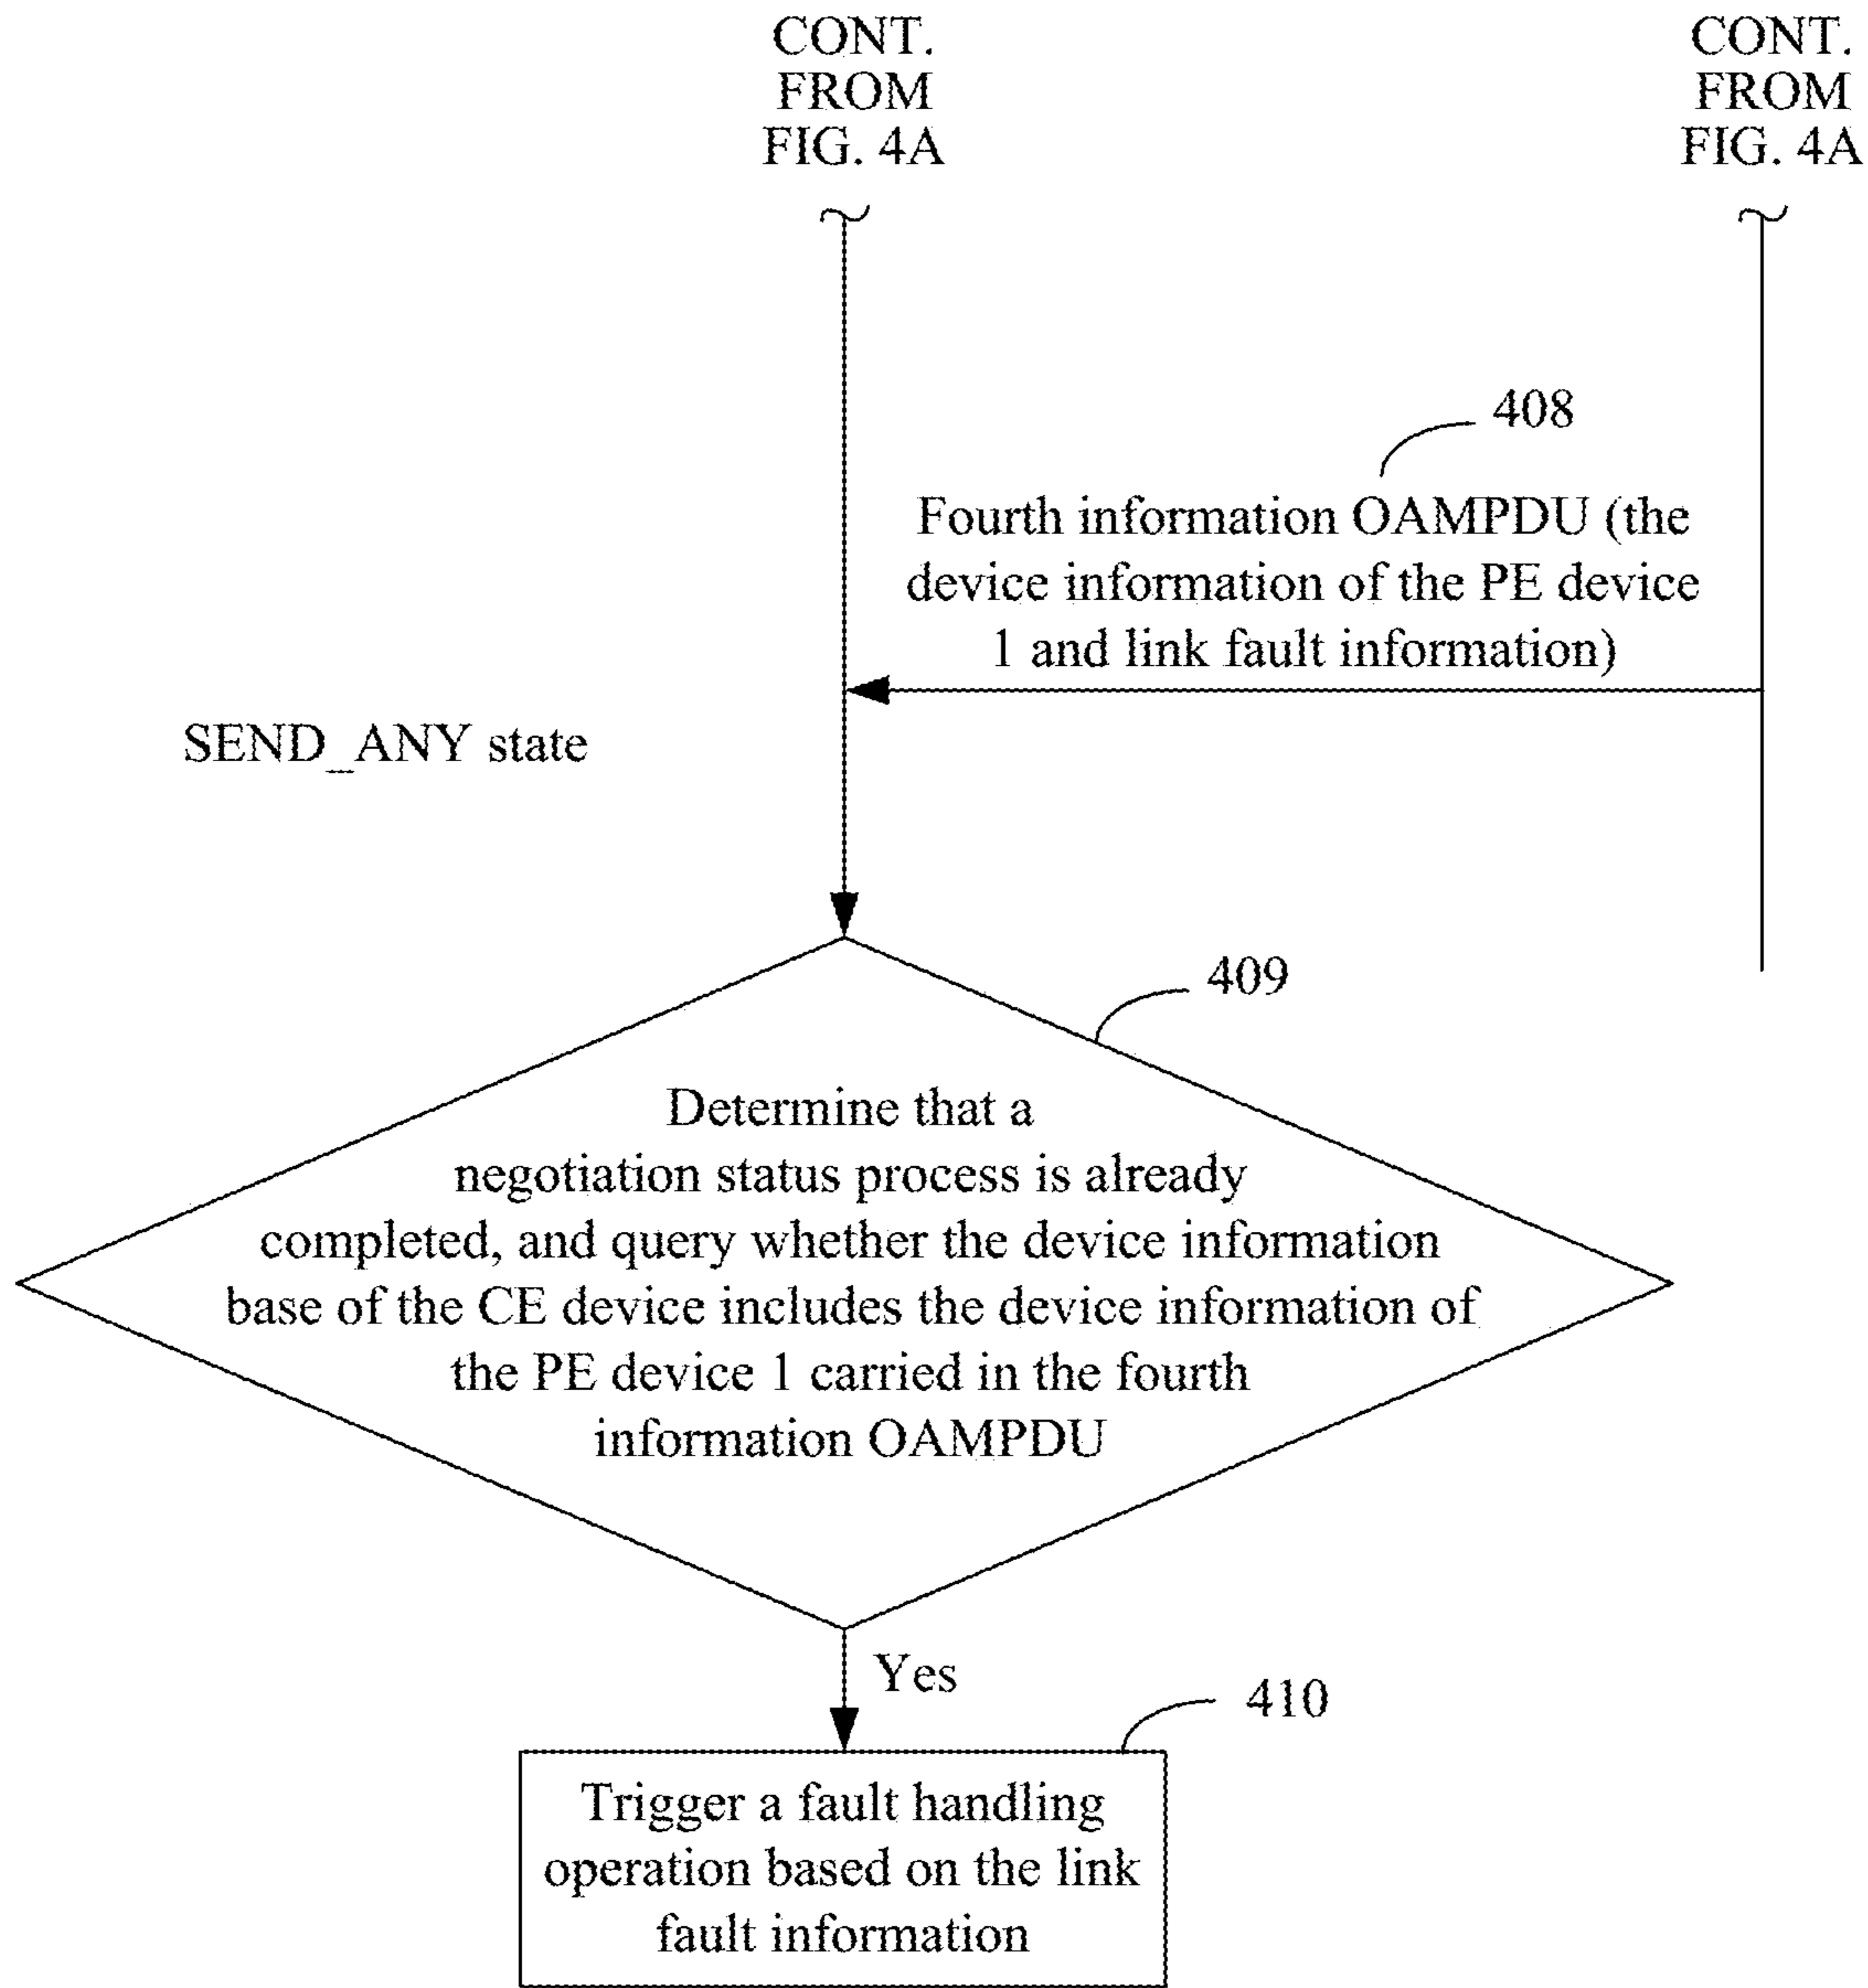 CONT.
FROM
FIG. 4A
CONT.
FROM
FIG. 4A
408
Fourth information OAMPDU (the
device information of the PE device
1 and link fault information)
SEND_ANY state
409
Determine that a
negotiation status process is already
completed, and query whether the device information
base of the CE device includes the device information of
the PE device 1 carried in the fourth
information OAMPDU
Yes
410
Trigger a fault handling
operation based on the link
fault information